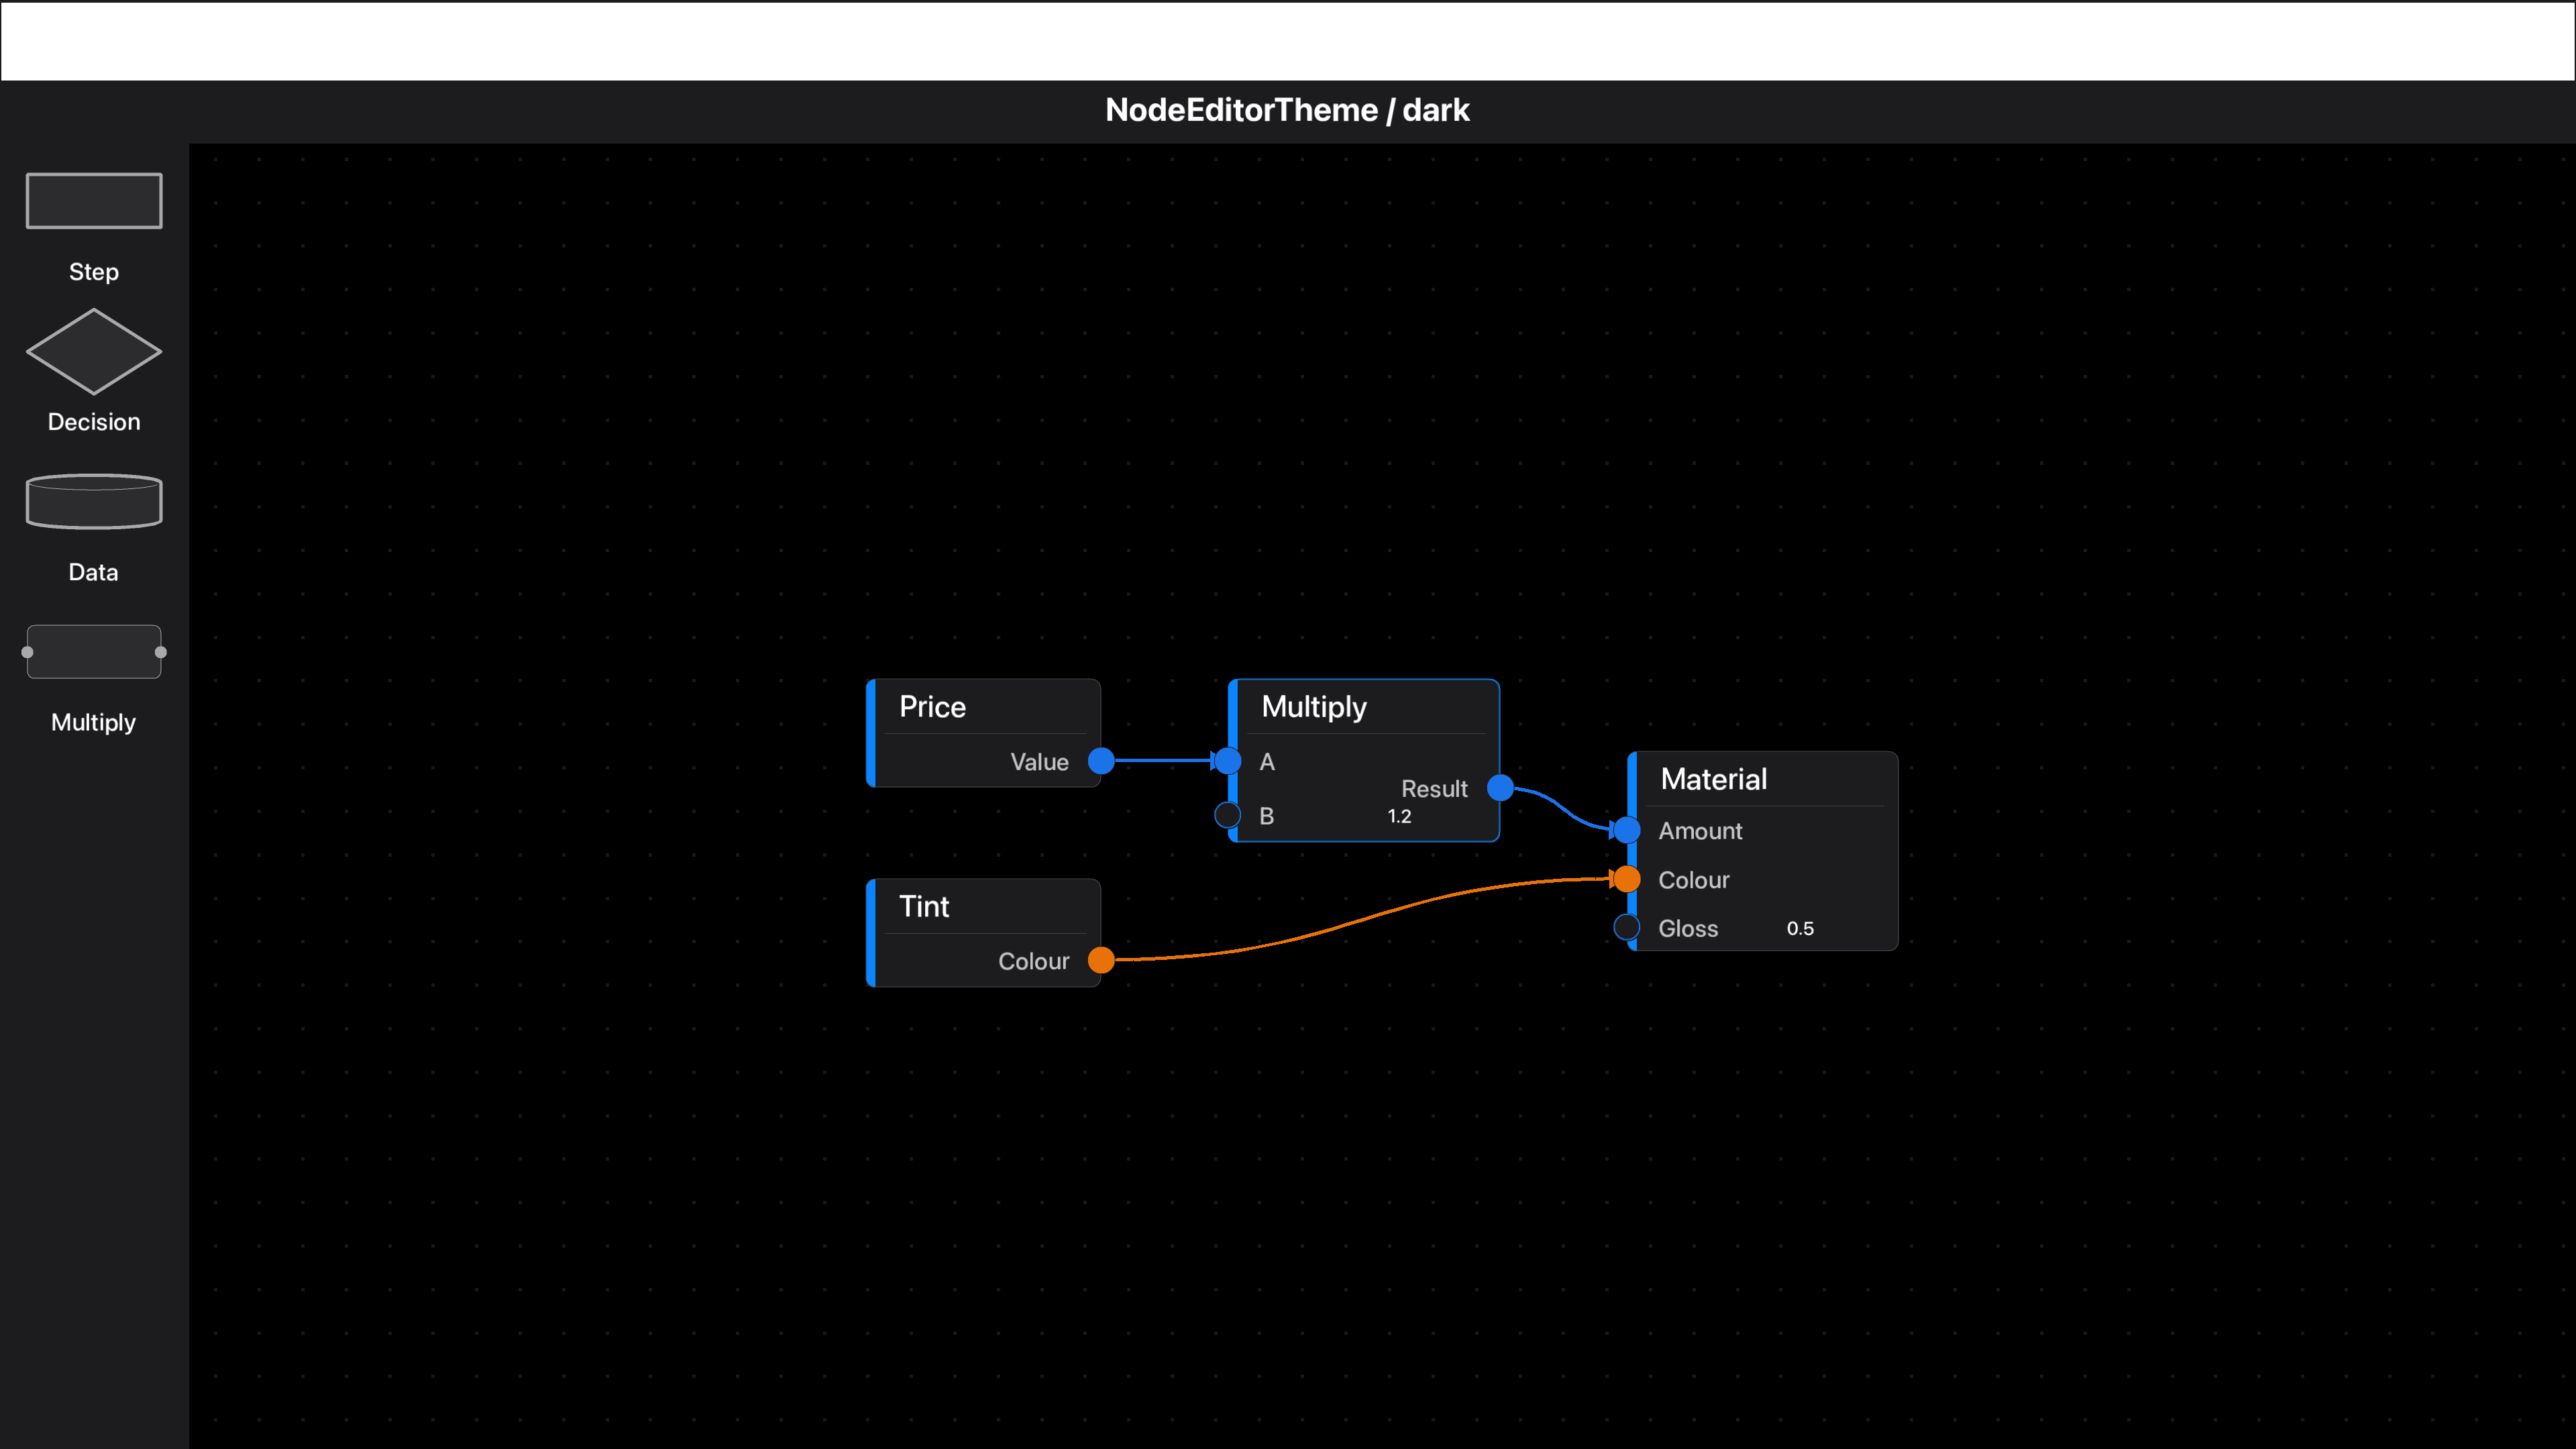 NodeEditorTheme / dark
Step
Decision
Data
Multiply
Price
Value
Multiply
A
Result
B 1.2
Tint
Colour
Material
Amount
Colour
Gloss 0.5